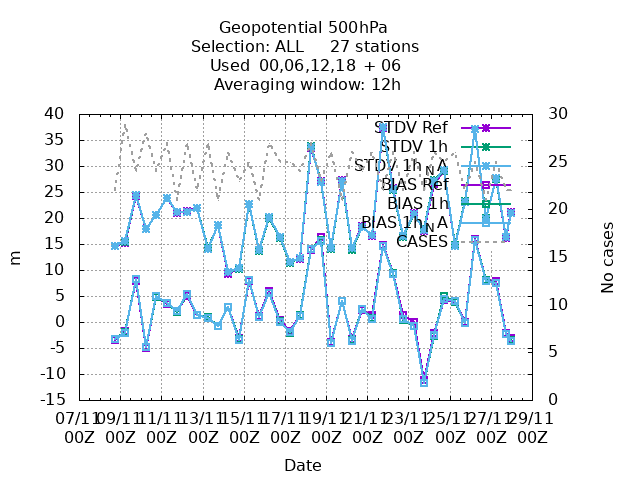 Geopotential 500hPa
Selection: ALL 27 stations
Used 00,06,12,18 + 06
Averaging window: 12h
40 30
35
30 25
25
20 20
15 15
10
5 10
0
-5 5
-10
-15 0
STDV Ref
STDV 1h
STDV 1h_NA
BIAS Ref
BIAS 1h
BIAS 1h_NA
CASES
m
No cases
07/11 09/11 11/11 13/11 15/11 17/11 19/11 21/11 23/11 25/11 27/11 29/11
00Z 00Z 00Z 00Z 00Z 00Z 00Z 00Z 00Z 00Z 00Z 00Z
Date